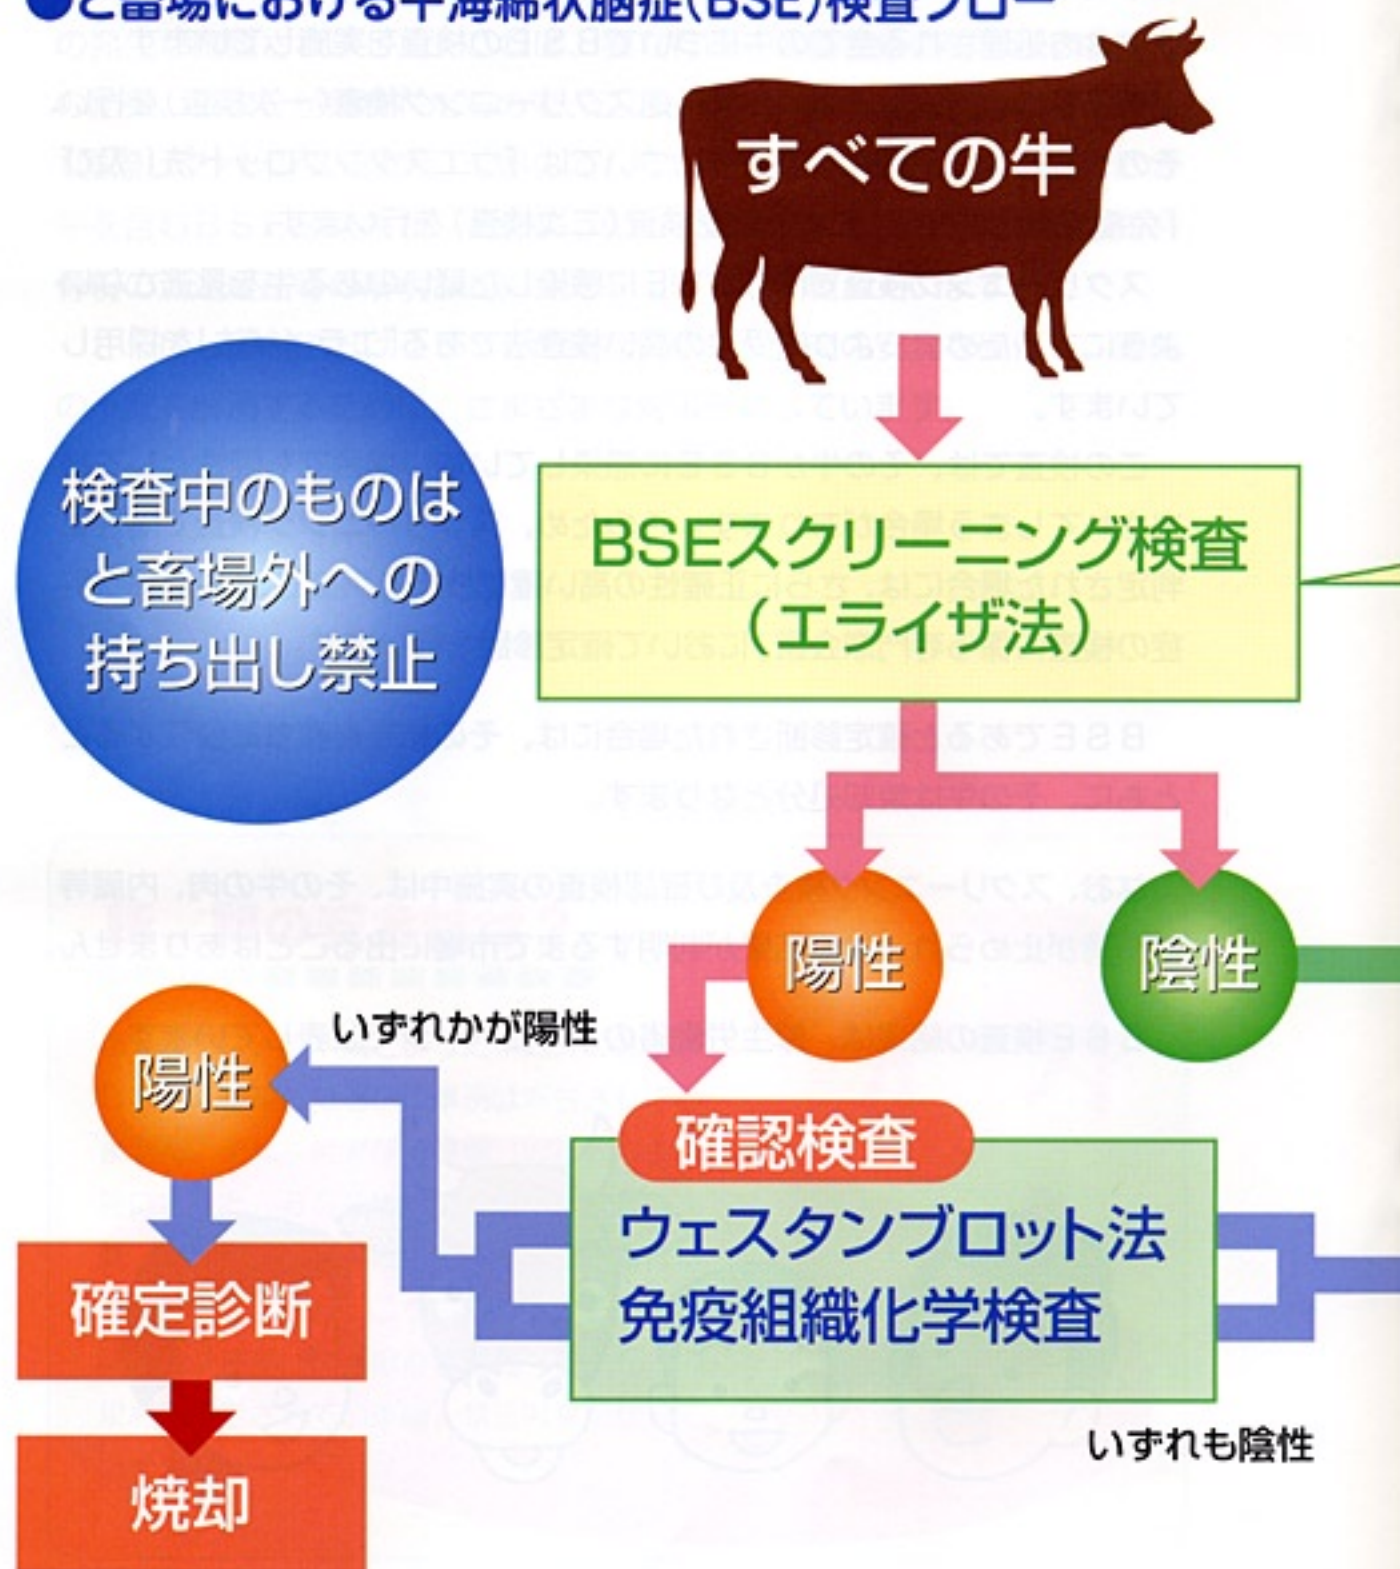 ●と畜場における牛海綿状脳症(BSE)検査フロー
すべての牛
検査中のものは
と畜場外への
持ち出し禁止
BSEスクリーニング検査
(エライザ法)
陽性
陰性
いずれかが陽性
陽性
確認検査
ウェスタンブロット法
免疫組織化学検査
確定診断
いずれも陰性
焼却